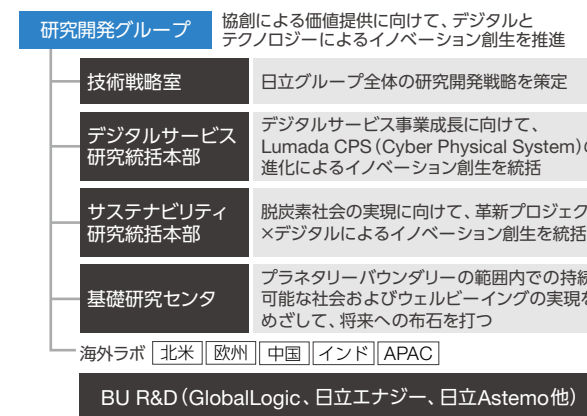 研究開発グループ
協創による価値提供に向けて、デジタルと
テクノロジーによるイノベーション創生を推進
技術戦略室
日立グループ全体の研究開発戦略を策定
デジタルサービス
研究統括本部
デジタルサービス事業成長に向けて、
Lumada CPS（Cyber Physical System）の
進化によるイノベーション創生を統括
サステナビリティ
研究統括本部
脱炭素社会の実現に向けて、革新プロジェク
×デジタルによるイノベーション創生を統括
基礎研究センタ
プラネタリーバウンダリーの範囲内での持続
可能な社会およびウェルビーイングの実現を
めざして、将来への布石を打つ
海外ラボ 北米 欧州 中国 インド APAC
BU R&D（GlobalLogic、日立エナジー、日立Astemo他）